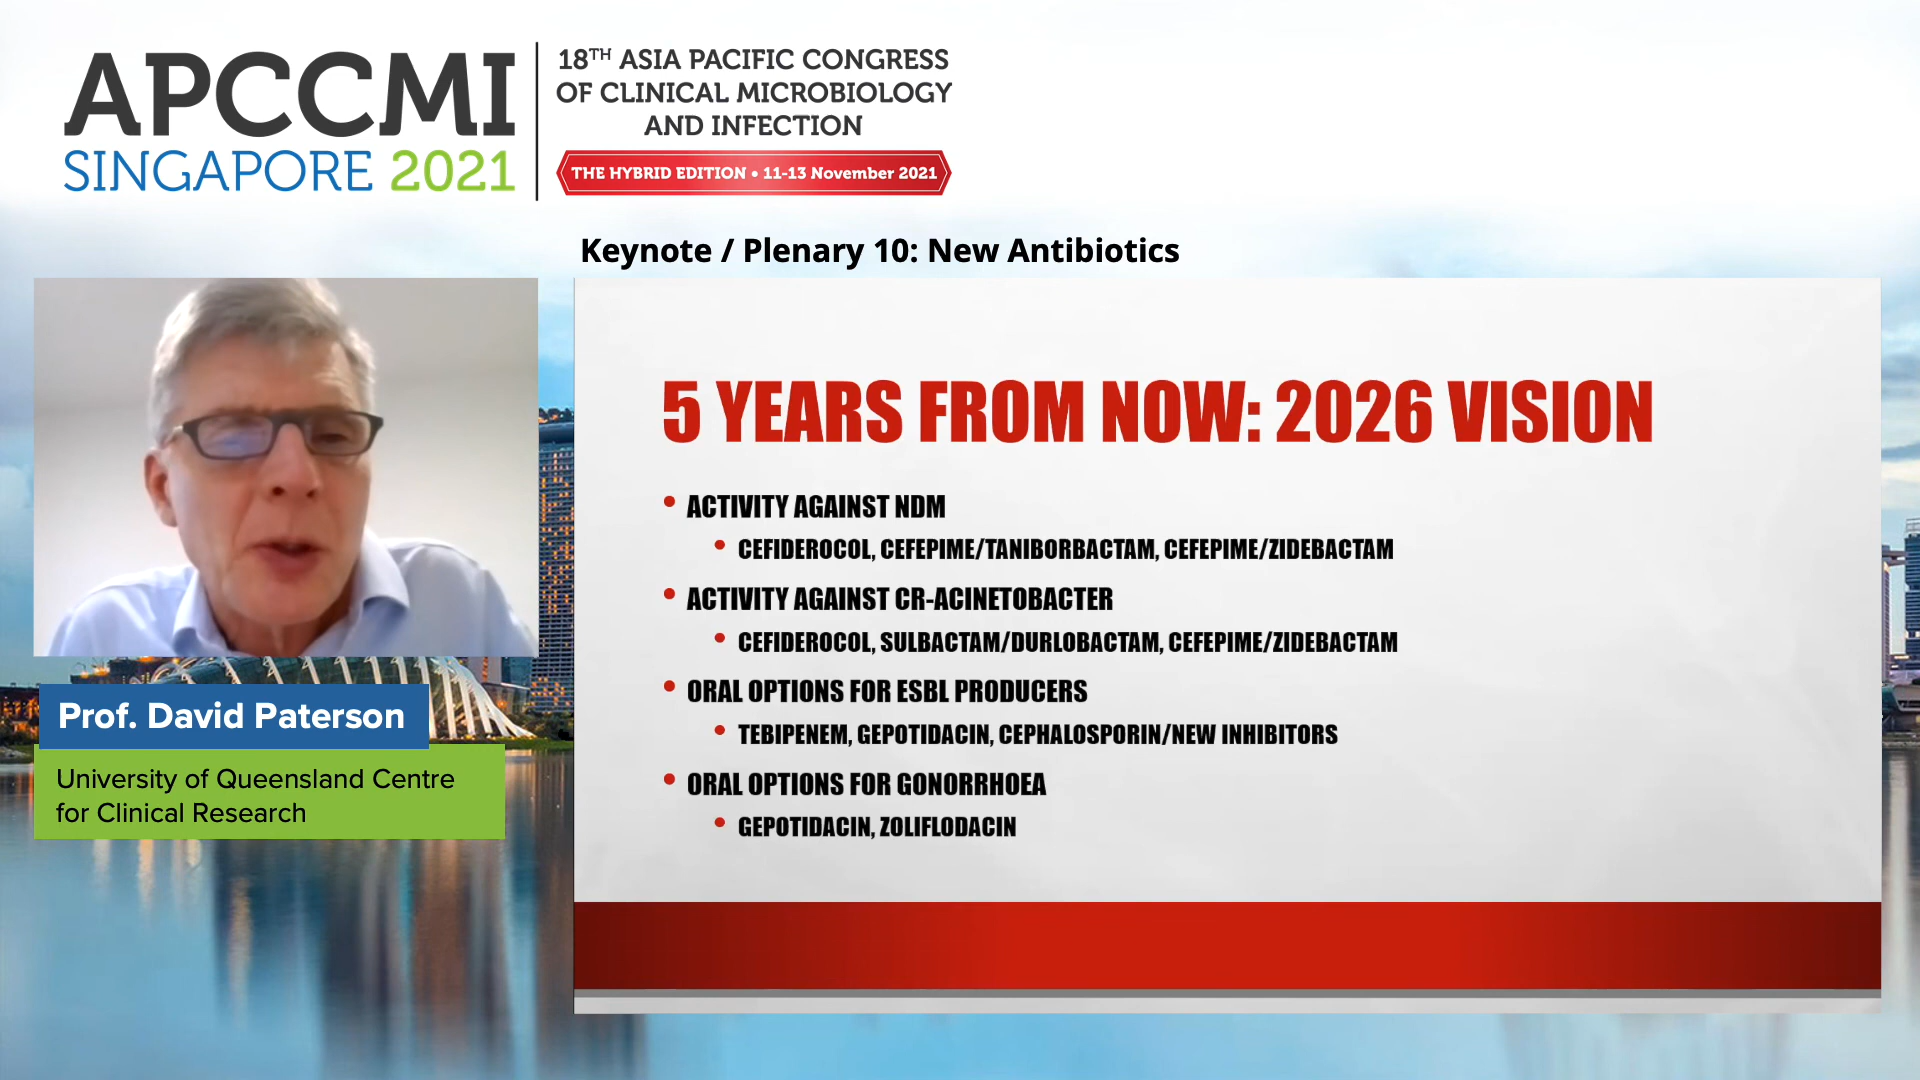 APCCMI
SINGAPORE 2021
18TH ASIA PACIFIC CONGRESS
OF CLINICAL MICROBIOLOGY
AND INFECTION
THE HYBRID EDITION • 11-13 November 2021
Keynote / Plenary 10: New Antibiotics
5 YEARS FROM NOW: 2026 VISION
• ACTIVITY AGAINST NDM
• CEFIDEROCOL, CEFEPIME/TANIBORBACTAM, CEFEPIME/ZIDEBACTAM
• ACTIVITY AGAINST CR-ACINETOBACTER
• CEFIDEROCOL, SULBACTAM/DURLOBACTAM, CEFEPIME/ZIDEBACTAM
• ORAL OPTIONS FOR ESBL PRODUCERS
• TEBIPENEM, GEPOTIDACIN, CEPHALOSPORIN/NEW INHIBITORS
• ORAL OPTIONS FOR GONORRHOEA
• GEPOTIDACIN, ZOLIFLODACIN
Prof. David Paterson
University of Queensland Centre
for Clinical Research